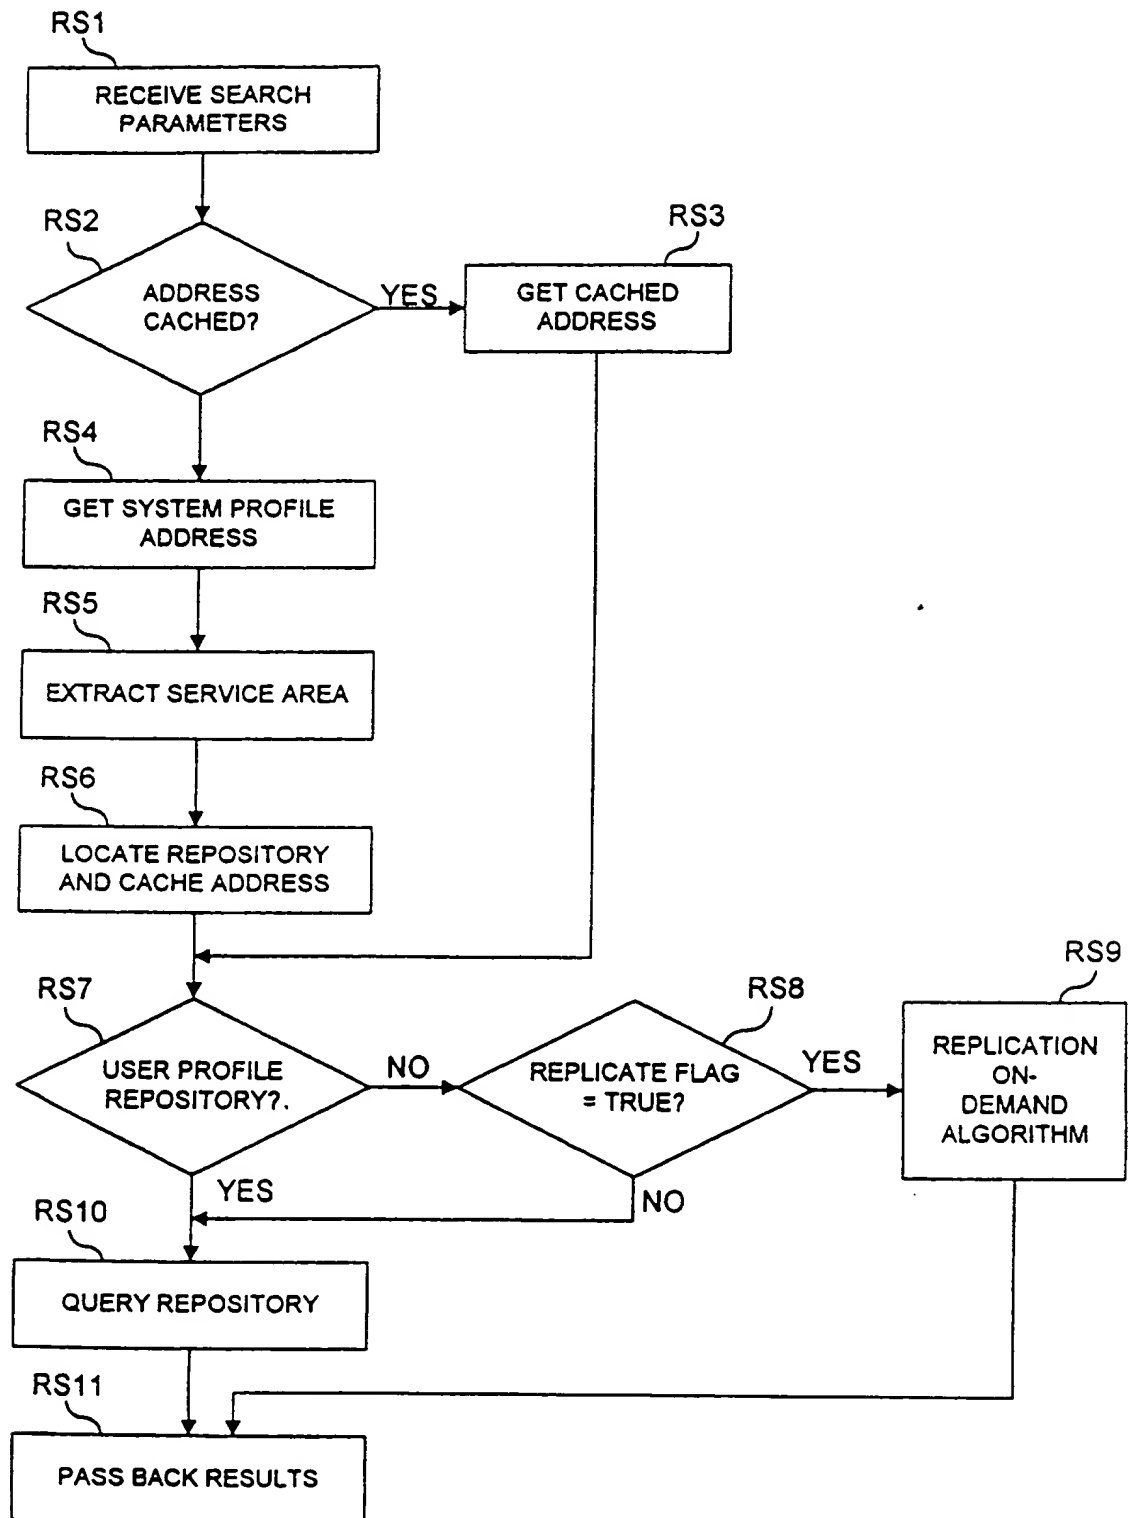 RS1
RECEIVE SEARCH
PARAMETERS
RS2
ADDRESS
CACHED?
YES
RS3
GET CACHED
ADDRESS
RS4
GET SYSTEM PROFILE
ADDRESS
RS5
EXTRACT SERVICE AREA
RS6
LOCATE REPOSITORY
AND CACHE ADDRESS
RS7
USER PROFILE
REPOSITORY?.
NO
RS8
REPLICATE FLAG
= TRUE?
YES
RS9
REPLICATION
ON-
DEMAND
ALGORITHM
YES
NO
RS10
QUERY REPOSITORY
RS11
PASS BACK RESULTS